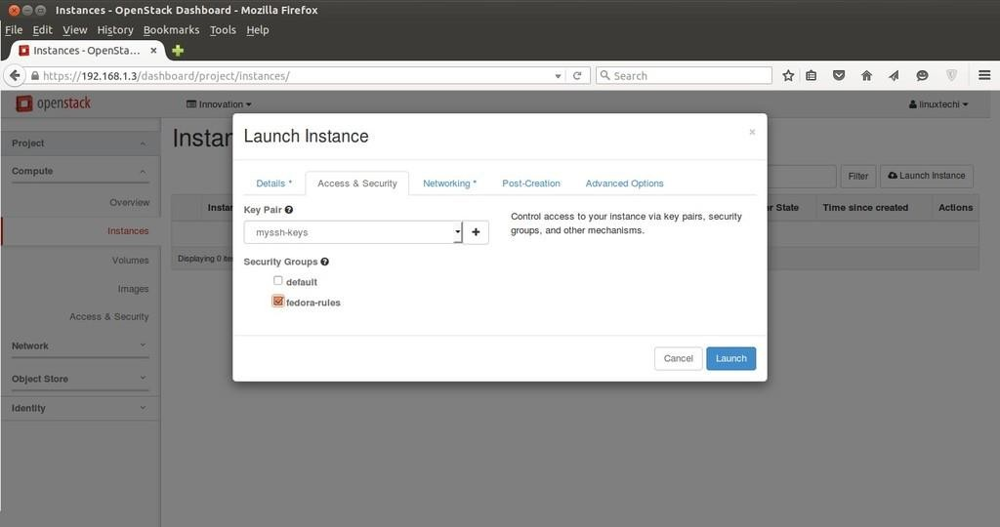 Instances - OpenStack Dashboard - Mozilla Firefox
File Edit View History Bookmarks Tools Help
Instances - OpenSta...
https://192.168.1.3/dashboard/project/instances/
Search
openstack
Innovation
linuxtechi
Launch Instance
×
Project
Instan
Details *
Access & Security
Networking *
Post-Creation
Advanced Options
Compute
Filter
Launch Instance
Overview
Instan
Key Pair
Control access to your instance via key pairs, security
groups, and other mechanisms.
r State
Time since created
Actions
Instances
myssh-keys
Volumes
Displaying 0 ite
Security Groups
Images
default
fedora-rules
Access & Security
Network
Cancel
Launch
Object Store
Identity